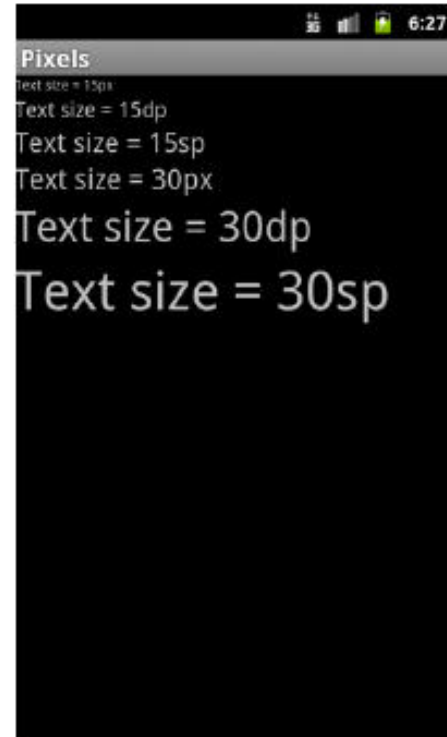 3G 6:27
Pixels
Text size = 15px
Text size = 15dp
Text size = 15sp
Text size = 30px
Text size = 30dp
Text size = 30sp